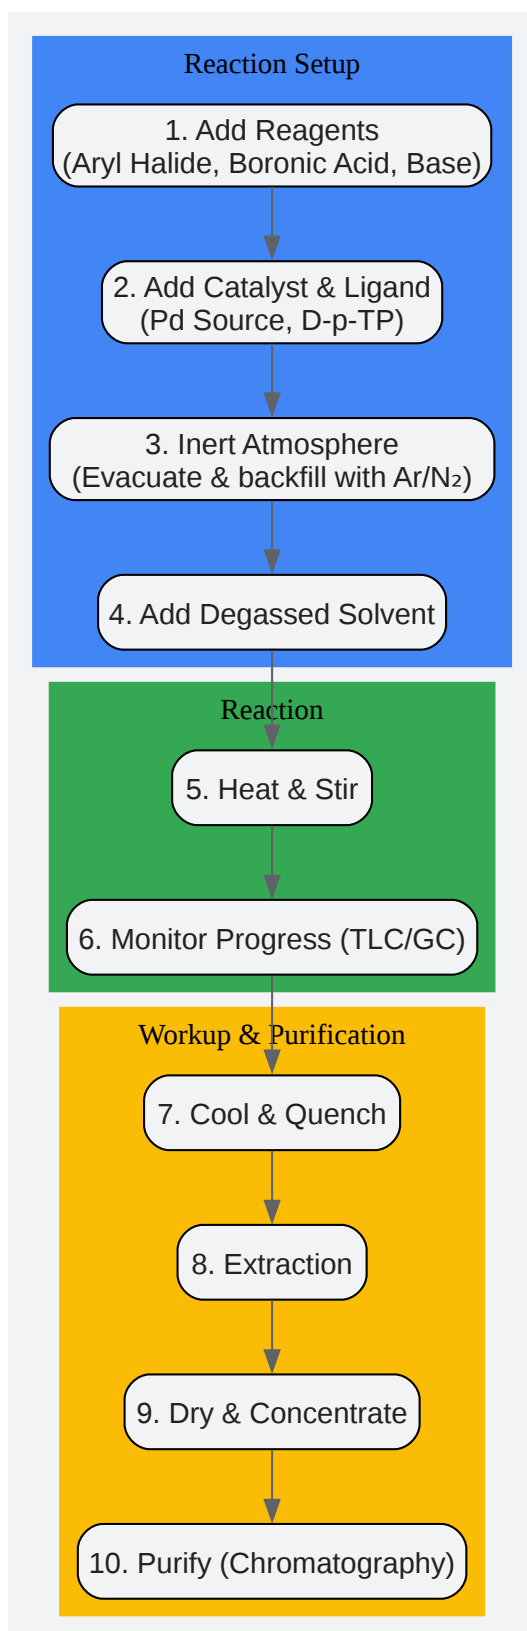 Reaction Setup
1. Add Reagents
(Aryl Halide, Boronic Acid, Base)
2. Add Catalyst & Ligand
(Pd Source, D-p-TP)
3. Inert Atmosphere
(Evacuate & backfill with Ar/N₂)
4. Add Degassed Solvent
Reaction
5. Heat & Stir
6. Monitor Progress (TLC/GC)
Workup & Purification
7. Cool & Quench
8. Extraction
9. Dry & Concentrate
10. Purify (Chromatography)